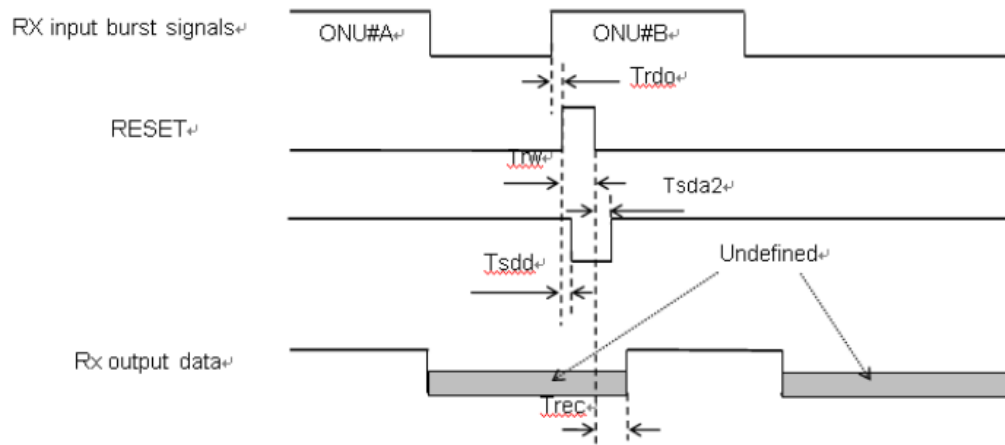 RX input burst signals↵
ONU#A↵
ONU#B↵
Trdo↵
RESET↵
Trw↵
Tsda2↵
Tsdd↵
Undefined↵
Rx output data↵
Trec↵